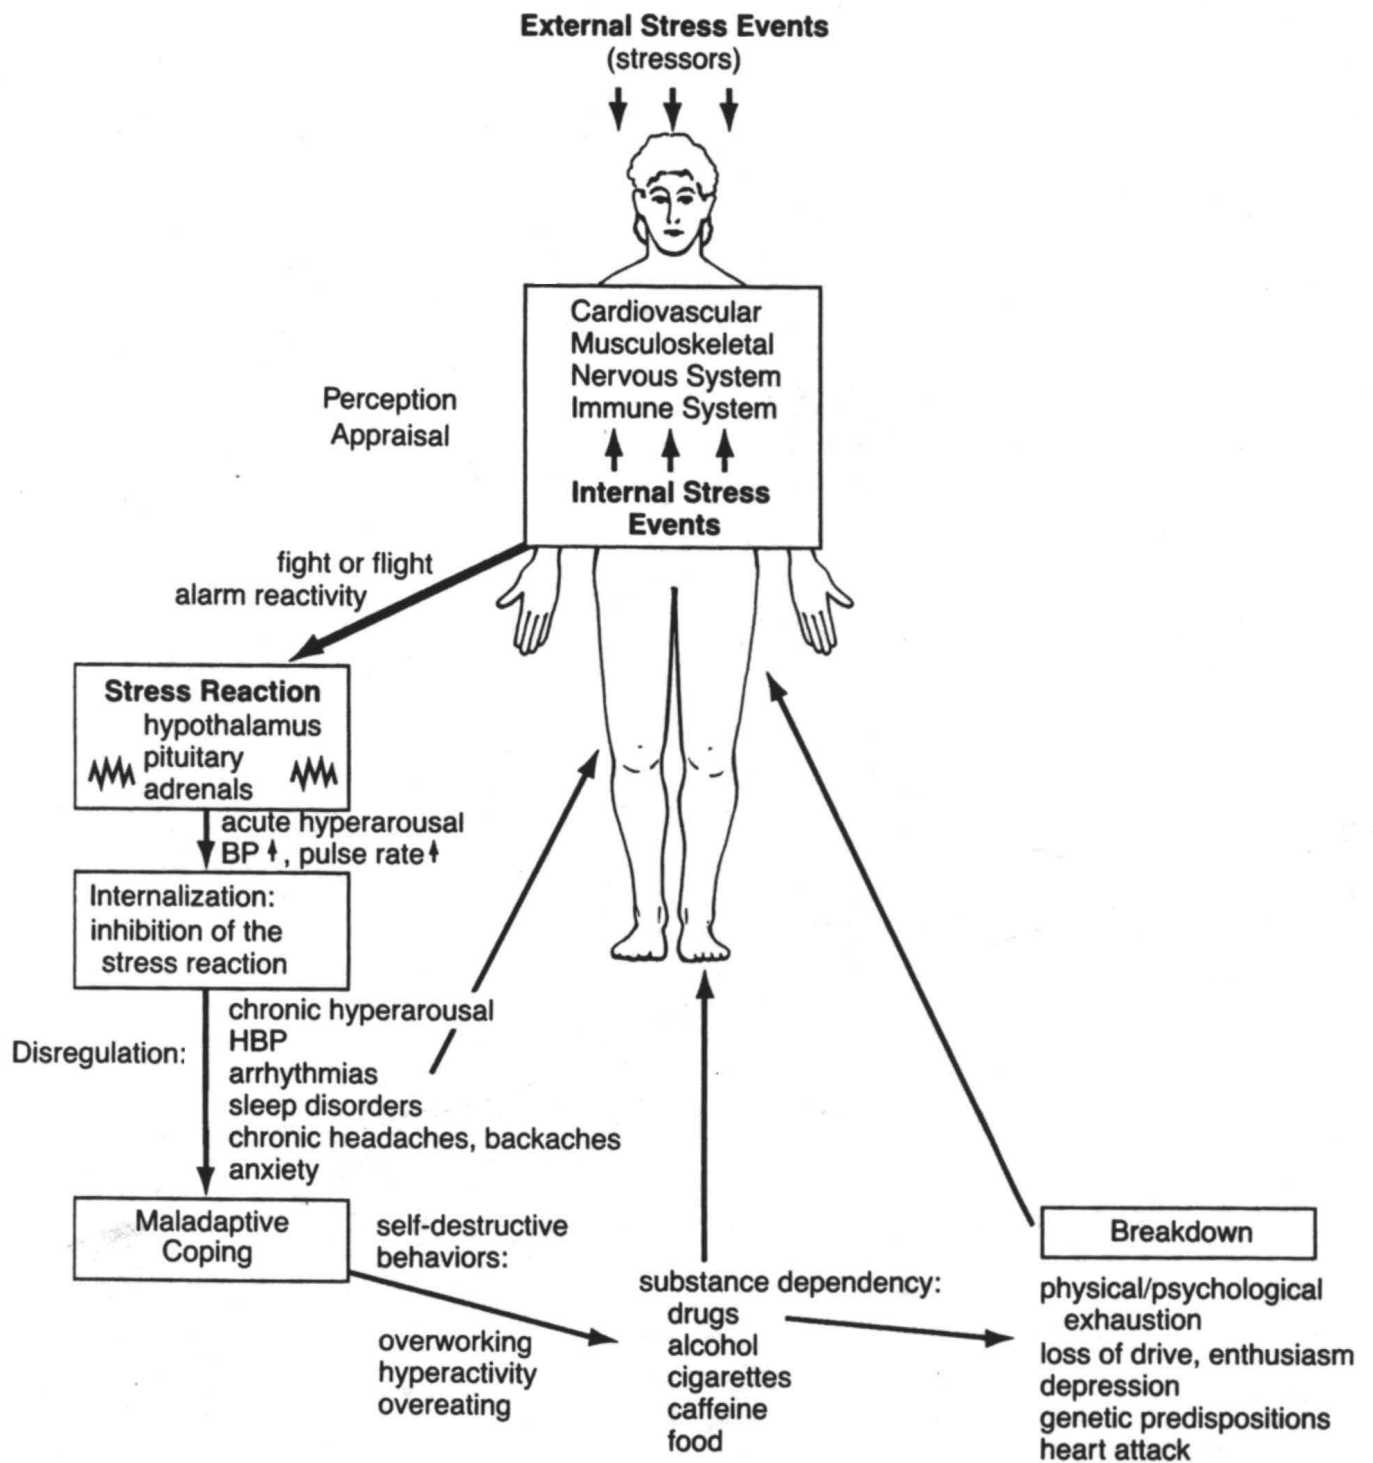 External Stress Events
(stressors)
Cardiovascular
Musculoskeletal
Nervous System
Immune System
Perception
Appraisal
Internal Stress
Events
fight or flight
alarm reactivity
Stress Reaction
hypothalamus
pituitary
adrenals
acute hyperarousal
BP↑, pulse rate↑
Internalization:
inhibition of the
stress reaction
Disregulation:
chronic hyperarousal
HBP
arrhythmias
sleep disorders
chronic headaches, backaches
anxiety
Maladaptive
Coping
self-destructive
behaviors:
overworking
hyperactivity
overeating
substance dependency:
drugs
alcohol
cigarettes
caffeine
food
Breakdown
physical/psychological
exhaustion
loss of drive, enthusiasm
depression
genetic predispositions
heart attack